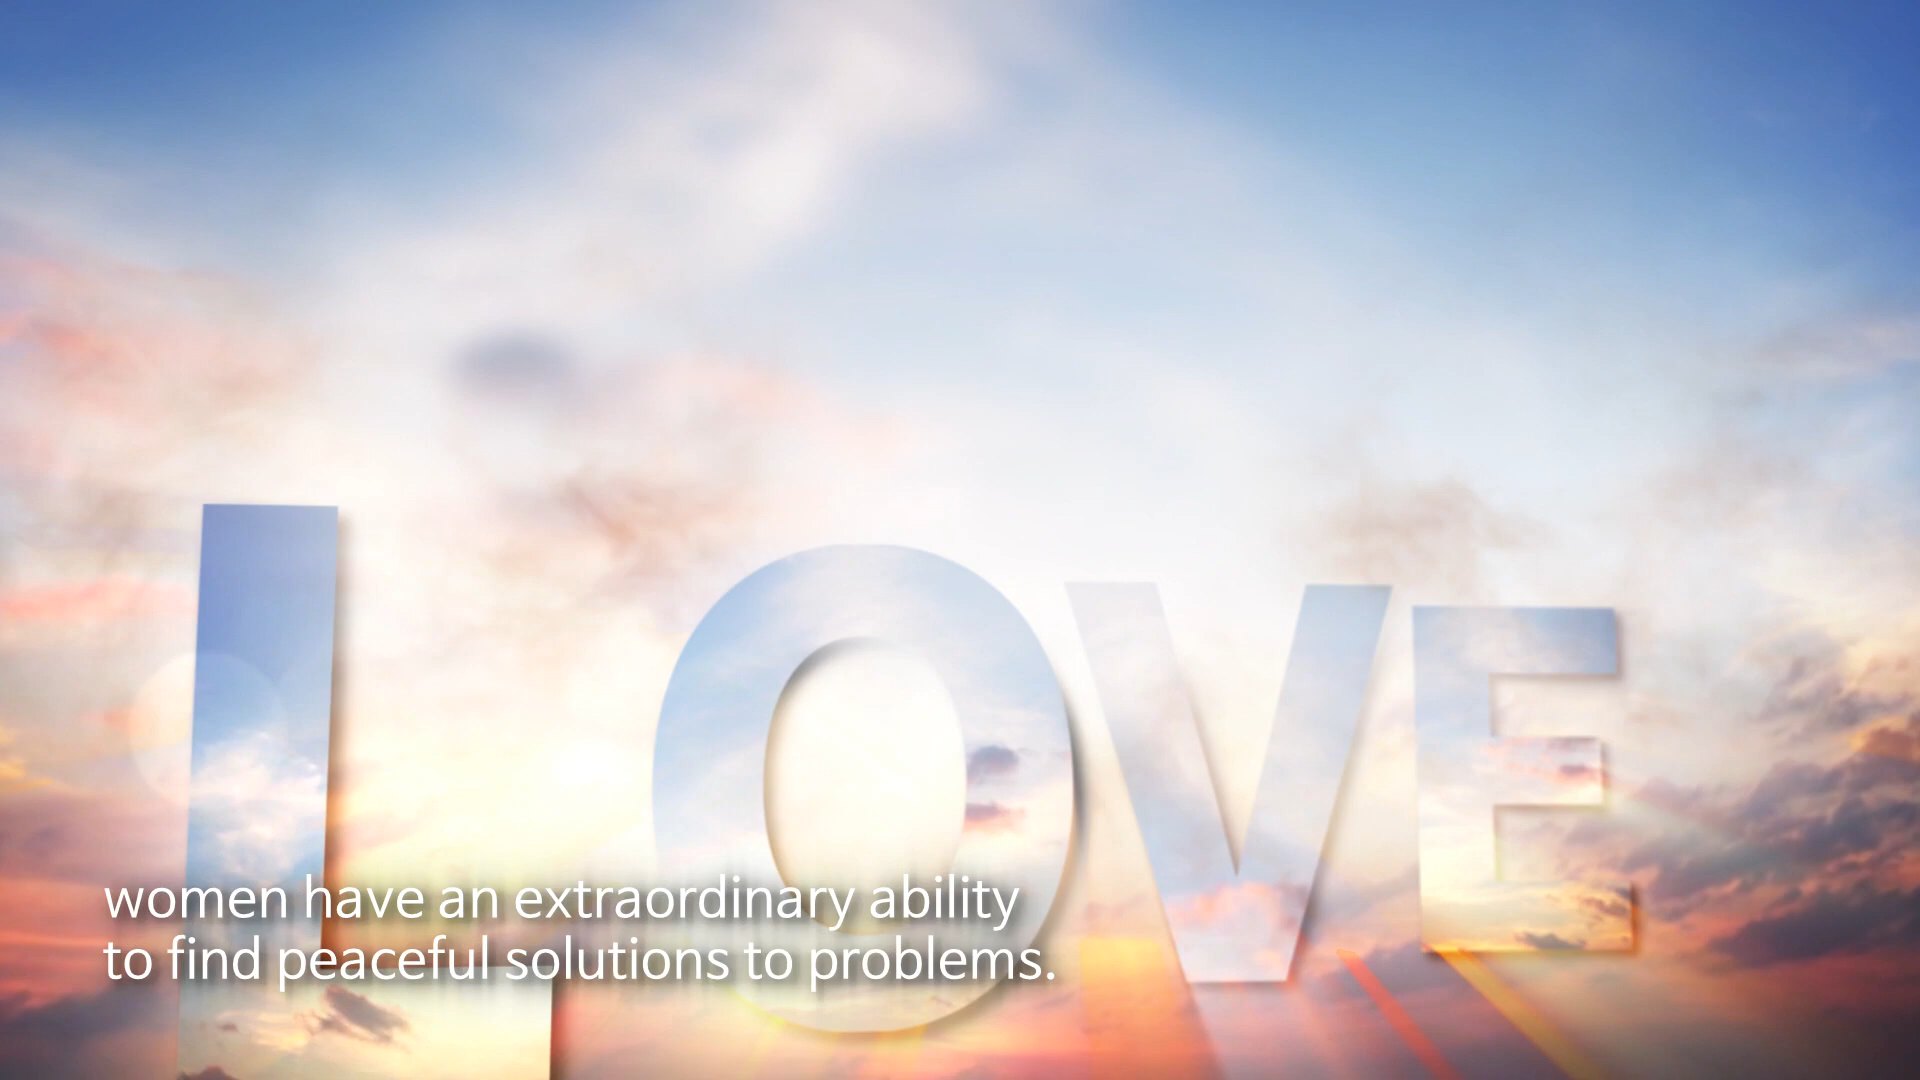 LOVE
women have an extraordinary ability
to find peaceful solutions to problems.